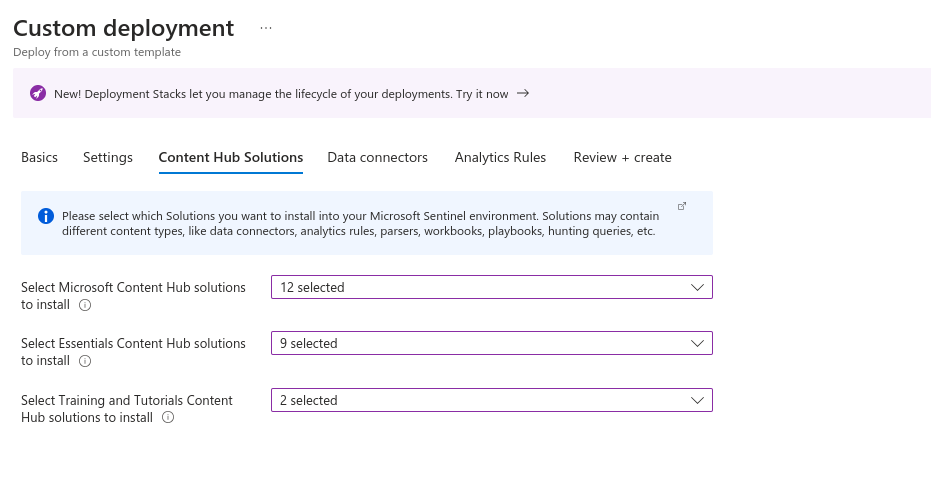 Custom deployment ...
Deploy from a custom template
New! Deployment Stacks let you manage the lifecycle of your deployments. Try it now →
Basics Settings Content Hub Solutions Data connectors Analytics Rules Review + create
Please select which Solutions you want to install into your Microsoft Sentinel environment. Solutions may contain
different content types, like data connectors, analytics rules, parsers, workbooks, playbooks, hunting queries, etc.
Select Microsoft Content Hub solutions
to install
12 selected
Select Essentials Content Hub solutions
to install
9 selected
Select Training and Tutorials Content
Hub solutions to install
2 selected